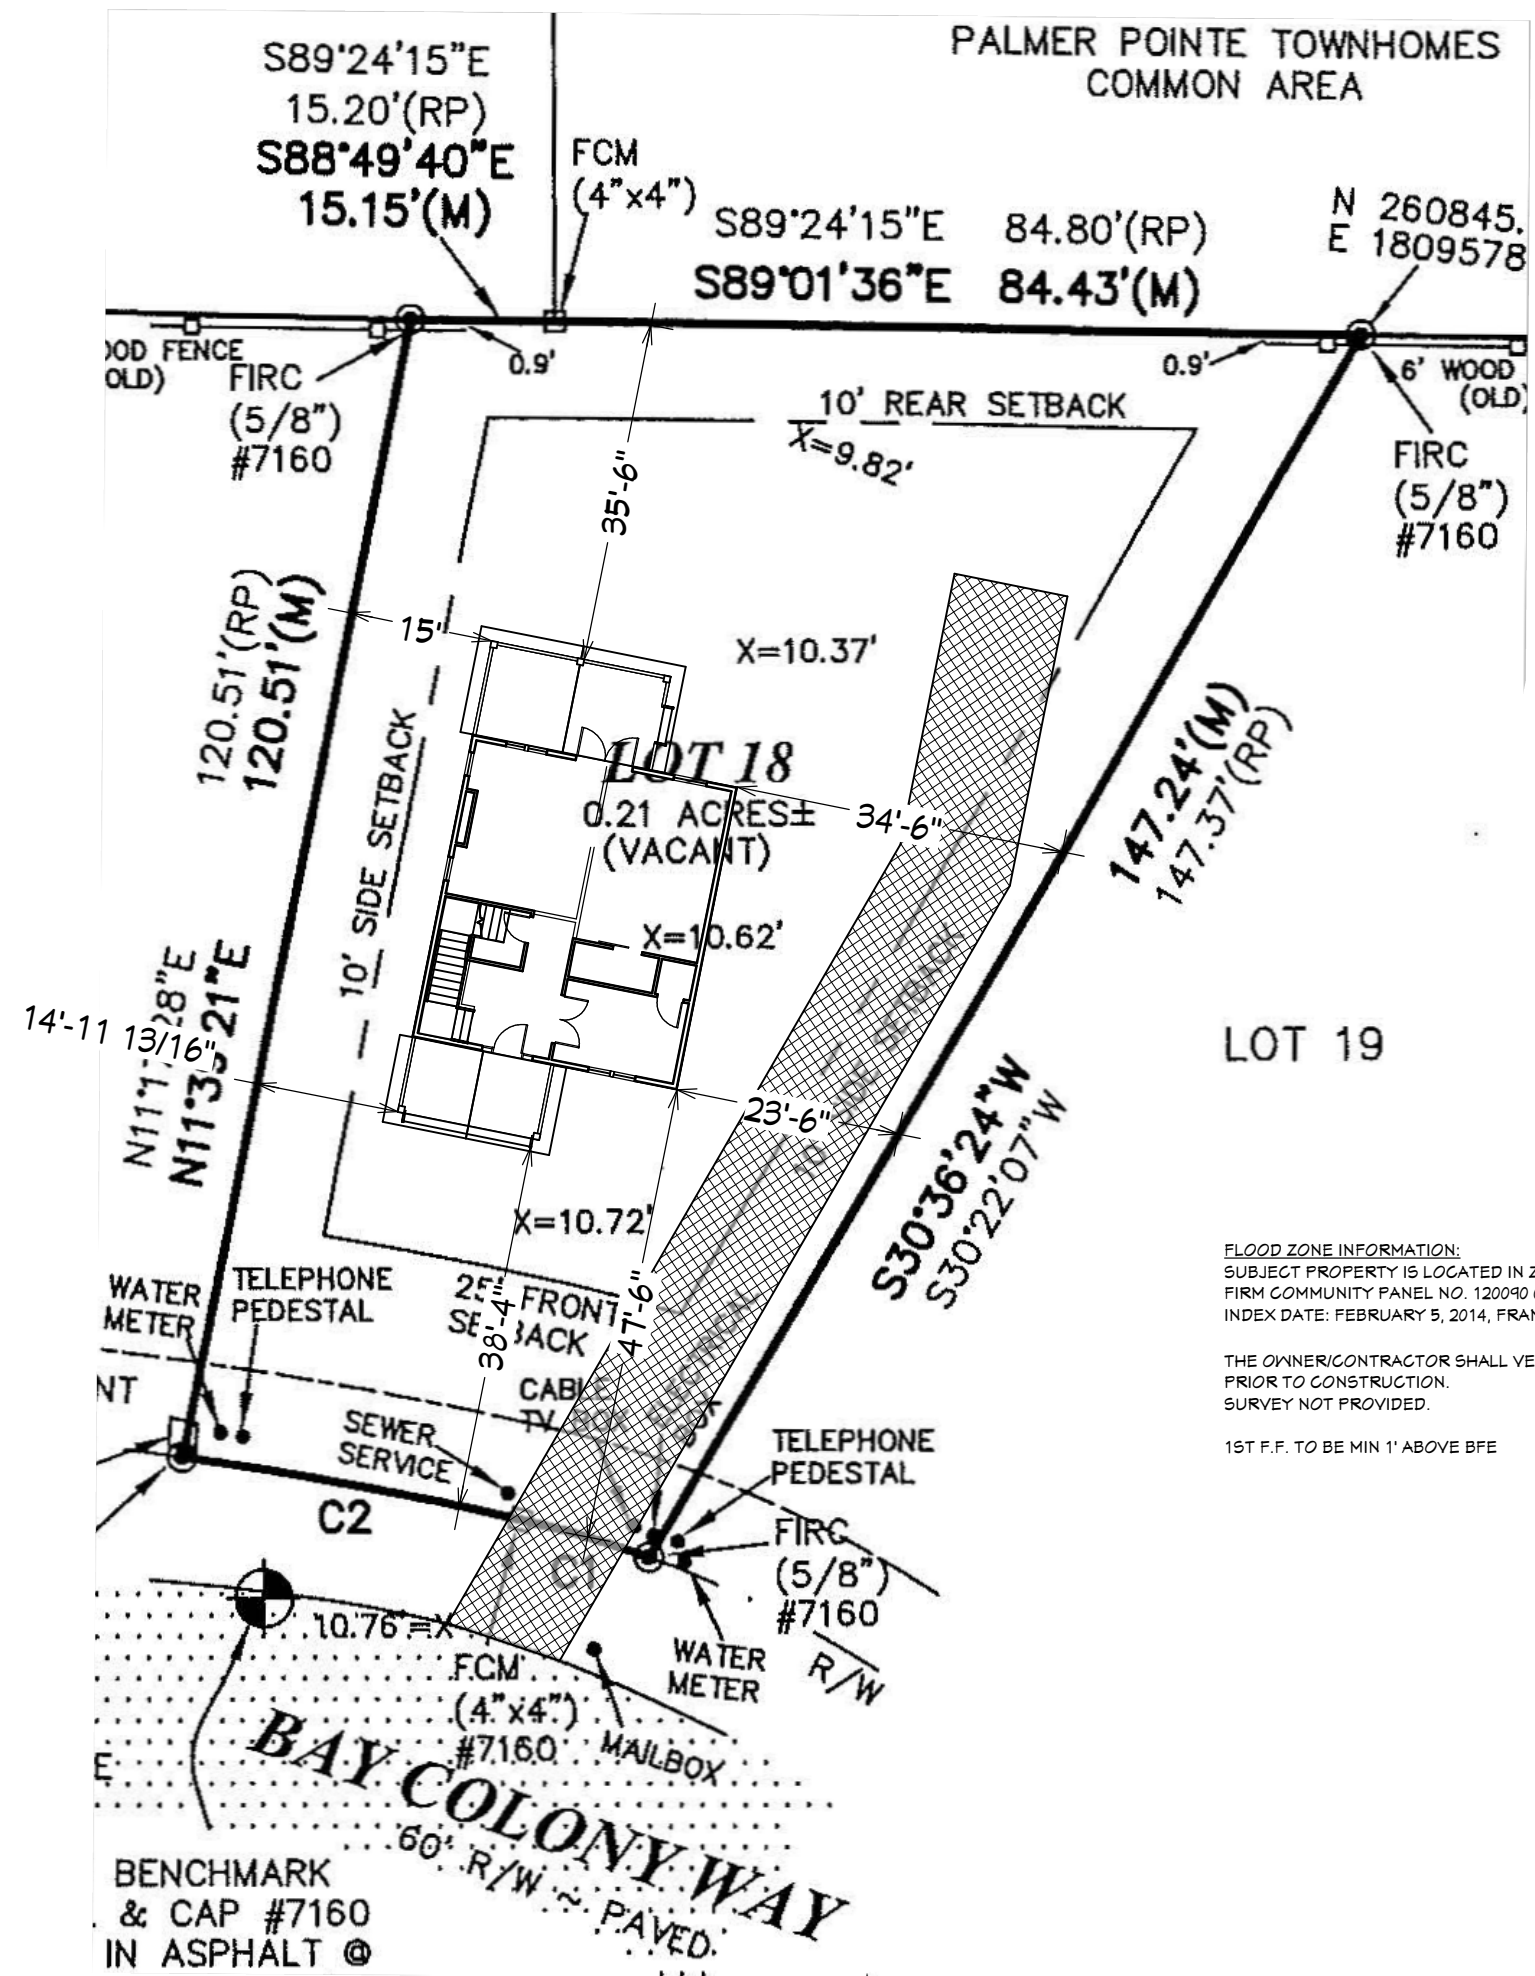 PALMER POINTE TOWNHOMES
COMMON AREA
S89°24'15"E
15.20'(RP)
S88°49'40"E
15.15'(M)
FCM
(4"x4")
S89°24'15"E 84.80'(RP)
S89°01'36"E 84.43'(M)
N 260845.
E 1809578
OOD FENCE
OLD)
FIRC
(5/8")
#7160
0.9'
0.9'
6' WOOD
(OLD)
FIRC
(5/8")
#7160
10' REAR SETBACK
X=9.82'
35'-6"
120.51'(RP)
120.51'(M)
15'
X=10.37'
10' SIDE SETBACK
LOT 18
0.21 ACRES±
(VACANT)
34'-6"
147.24'(M)
147.37'(RP)
X=10.62'
10' SIDE SETBACK
14'-11 13/16"
23'-6"
LOT 19
S30°36'24"W
S30°22'07"W
X=10.72'
25' FRONT
SETBACK
38'-4"
47'-6"
WATER
METER
TELEPHONE
PEDESTAL
NT
ELECTRICAL
CABLE
TV BOX
SEWER
SERVICE
TELEPHONE
PEDESTAL
C2
C1
FIRC
(5/8")
#7160
R/W
WATER
METER
10.76'=X
FCM
(4"x4")
#7160
MAILBOX
E
BAY COLONY WAY
60' R/W ~ PAVED
BENCHMARK
& CAP #7160
IN ASPHALT @
FLOOD ZONE INFORMATION:
SUBJECT PROPERTY IS LOCATED IN Z
FIRM COMMUNITY PANEL NO. 120090
INDEX DATE: FEBRUARY 5, 2014, FRAN
THE OWNER/CONTRACTOR SHALL VE
PRIOR TO CONSTRUCTION.
SURVEY NOT PROVIDED.
1ST F.F. TO BE MIN 1' ABOVE BFE